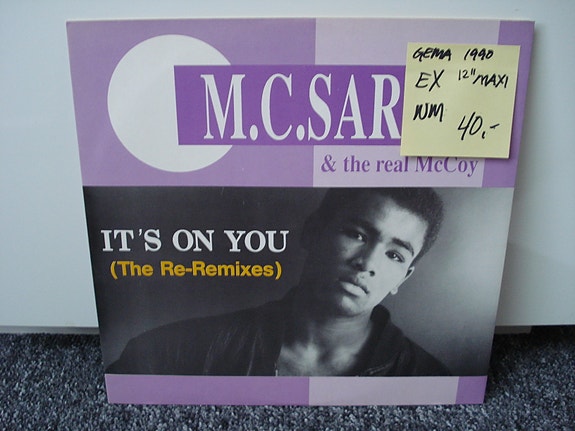 M.C.SAR
& the real McCoy
IT'S ON YOU
(The Re-Remixes)
GEMA 1990
EX 12" MAXI
NM 40,-